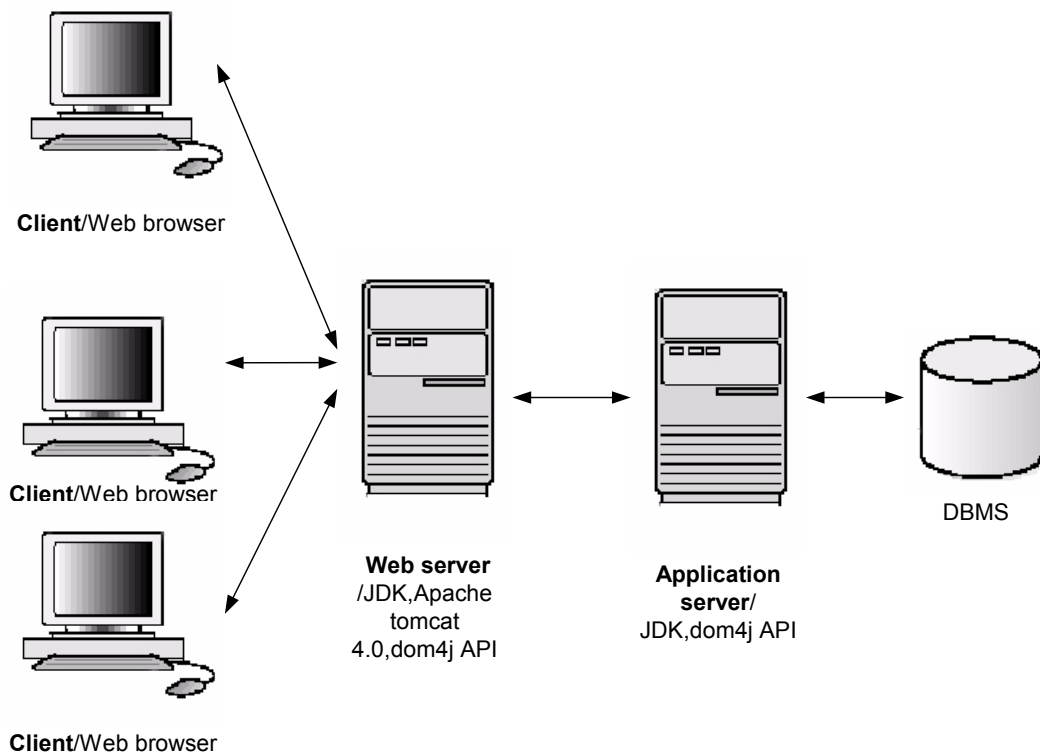 Client/Web browser
Client/Web browser
Client/Web browser
Web server
/JDK,Apache
tomcat
4.0,dom4j API
Application
server/
JDK,dom4j API
DBMS